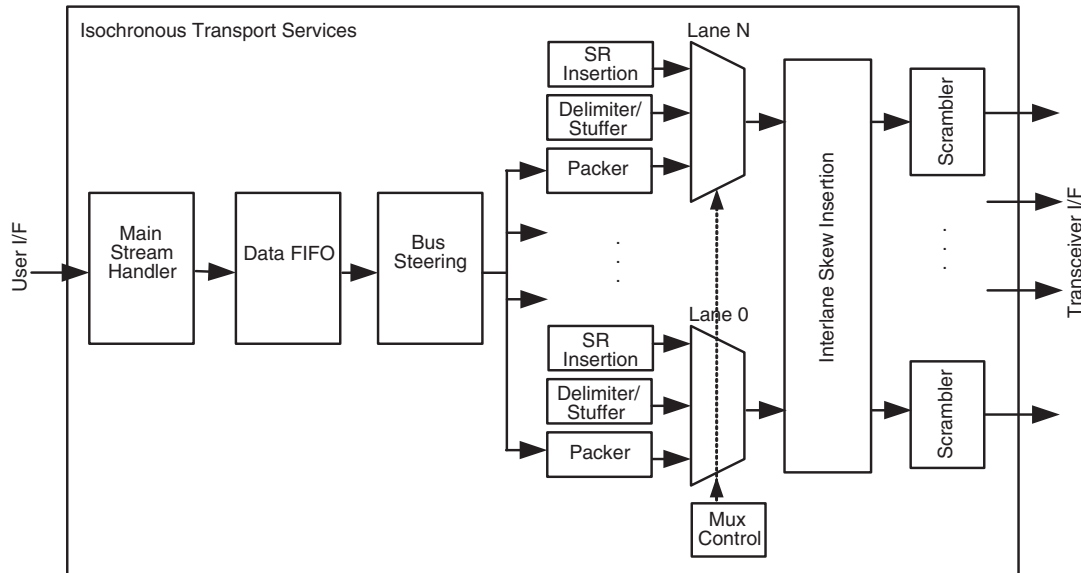 Isochronous Transport Services
Lane N
SR
Insertion
Delimiter/
Stuffer
Packer
User I/F
Main
Stream
Handler
Data FIFO
Bus
Steering
Lane 0
SR
Insertion
Delimiter/
Stuffer
Packer
Mux
Control
Interlane Skew Insertion
Scrambler
Scrambler
Transceiver I/F